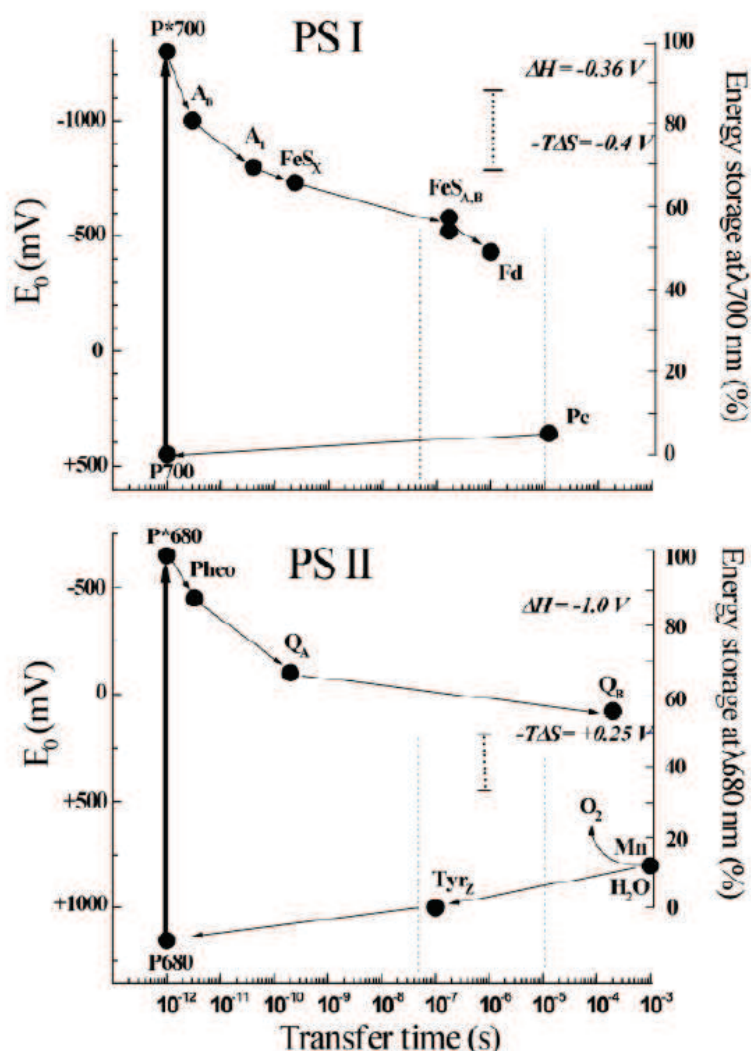 P*700
PS I
100
ΔH = -0.36 V
A₀
-1000
80
-TΔS = -0.4 V
A₁
FeSₓ
FeS_A,B
60
-500
Fd
40
E₀ (mV)
Energy storage at λ700 nm (%)
0
20
Pc
0
+500
P700
P*680
PS II
100
Pheo
-500
ΔH = -1.0 V
80
Q_A
Q_B
0
60
-TΔS = +0.25 V
E₀ (mV)
Energy storage at λ680 nm (%)
40
+500
O₂
20
Mn
Tyr_Z
H₂O
+1000
0
P680
10⁻¹² 10⁻¹¹ 10⁻¹⁰ 10⁻⁹ 10⁻⁸ 10⁻⁷ 10⁻⁶ 10⁻⁵ 10⁻⁴ 10⁻³
Transfer time (s)